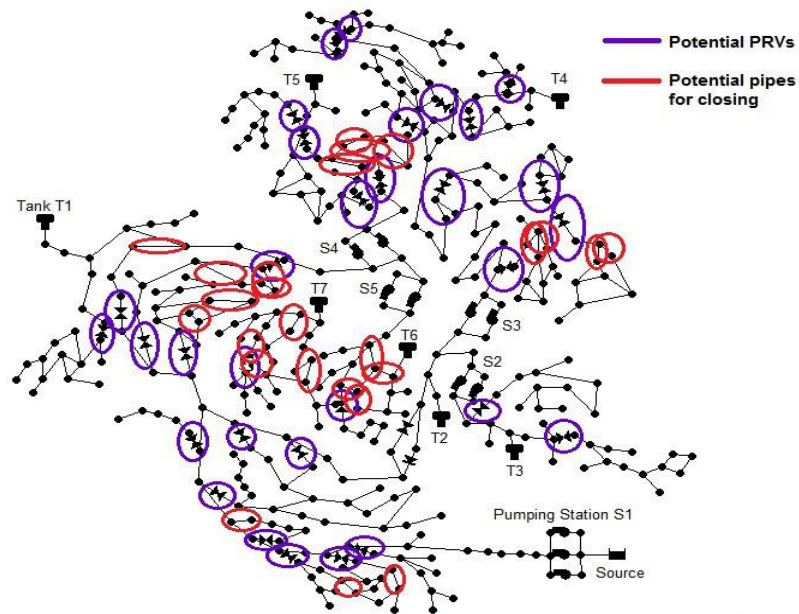 Potential PRVs
Potential pipes
for closing
T5
T4
Tank T1
S4
S5
T7
S3
T6
S2
T2
T3
Pumping Station S1
Source